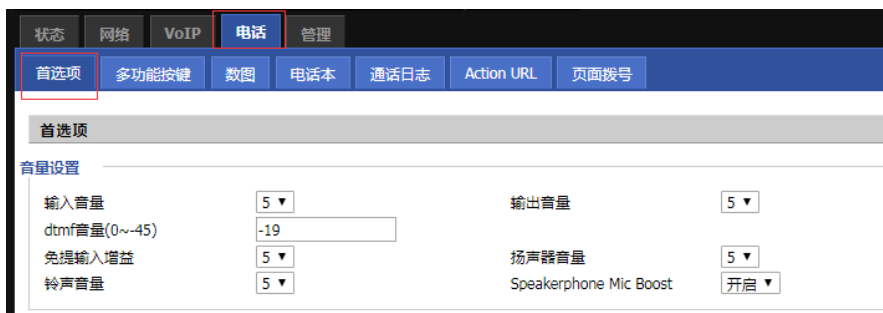 状态 网络 VoIP 电话 管理
首选项 多功能按键 数图 电话本 通话日志 Action URL 页面拨号
首选项
音量设置
输入音量 5 输出音量 5
dtmf音量(0~-45) -19
免提输入增益 5 扬声器音量 5
铃声音量 5 Speakerphone Mic Boost 开启